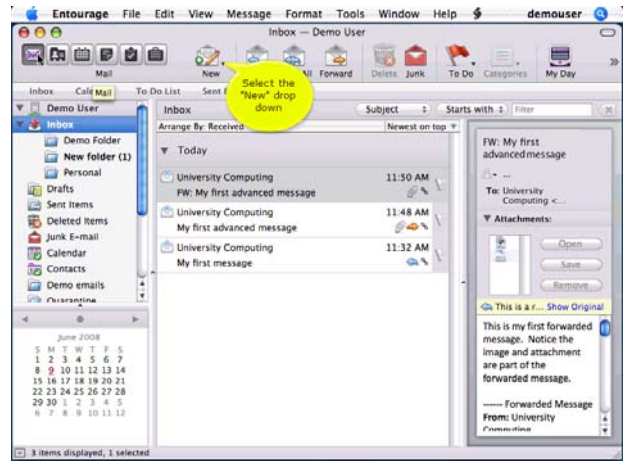 Entourage File Edit View Message Format Tools Window Help demouser
Inbox — Demo User
Mail New All Forward Delete Junk To Do Categories My Day
Select the
"New" drop
down
Inbox Cale Mail To Do List Sent
Demo User
Inbox
Demo Folder
New folder (1)
Personal
Drafts
Sent Items
Deleted Items
Junk E-mail
Calendar
Contacts
Demo emails
Quarantine
June 2008
S M T W T F S
1 2 3 4 5 6 7
8 9 10 11 12 13 14
15 16 17 18 19 20 21
22 23 24 25 26 27 28
29 30 1 2 3 4 5
6 7 8 9 10 11 12
Inbox Subject Starts with Filter
Arrange By: Received Newest on top
Today
University Computing 11:50 AM
FW: My first advanced message
University Computing 11:48 AM
My first advanced message
University Computing 11:32 AM
My first message
FW: My first
advanced message
...
To: University
Computing <...
Attachments:
Open
Save
Remove
This is a r... Show Original
This is my first forwarded
message. Notice the
image and attachment
are part of the
forwarded message.
------ Forwarded Message
From: University
Computing
3 items displayed, 1 selected